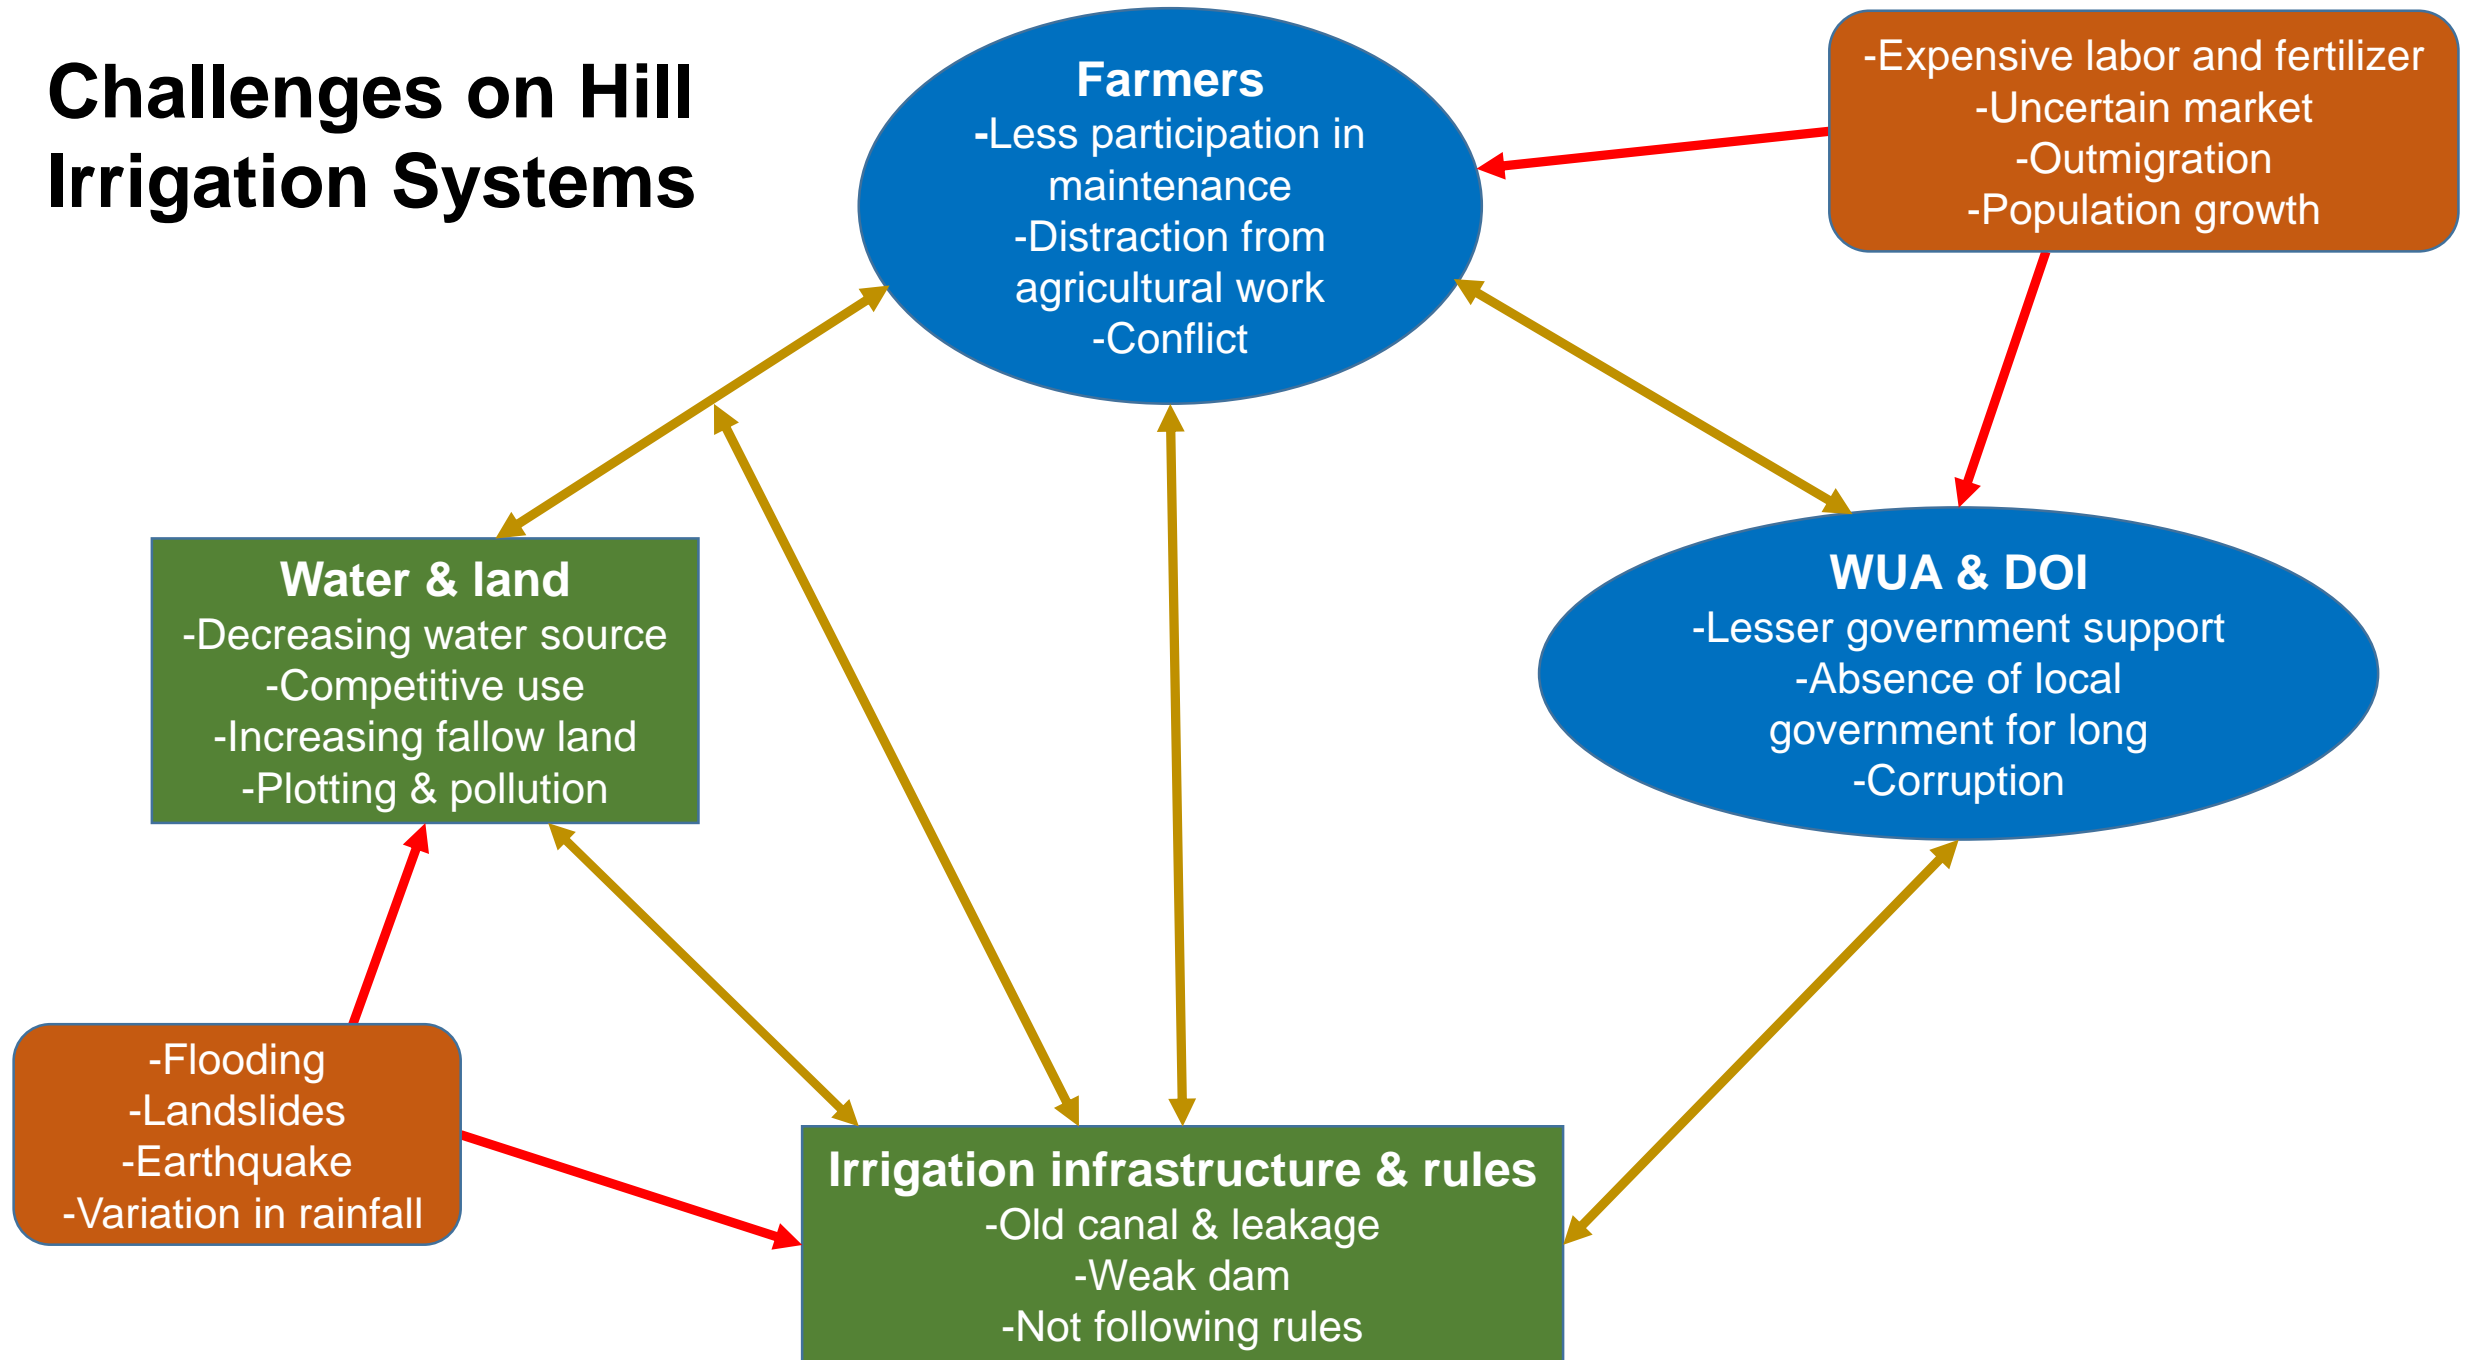 Challenges on Hill
Irrigation Systems
Farmers
-Less participation in
maintenance
-Distraction from
agricultural work
-Conflict
-Expensive labor and fertilizer
-Uncertain market
-Outmigration
-Population growth
Water & land
-Decreasing water source
-Competitive use
-Increasing fallow land
-Plotting & pollution
WUA & DOI
-Lesser government support
-Absence of local
government for long
-Corruption
-Flooding
-Landslides
-Earthquake
-Variation in rainfall
Irrigation infrastructure & rules
-Old canal & leakage
-Weak dam
-Not following rules